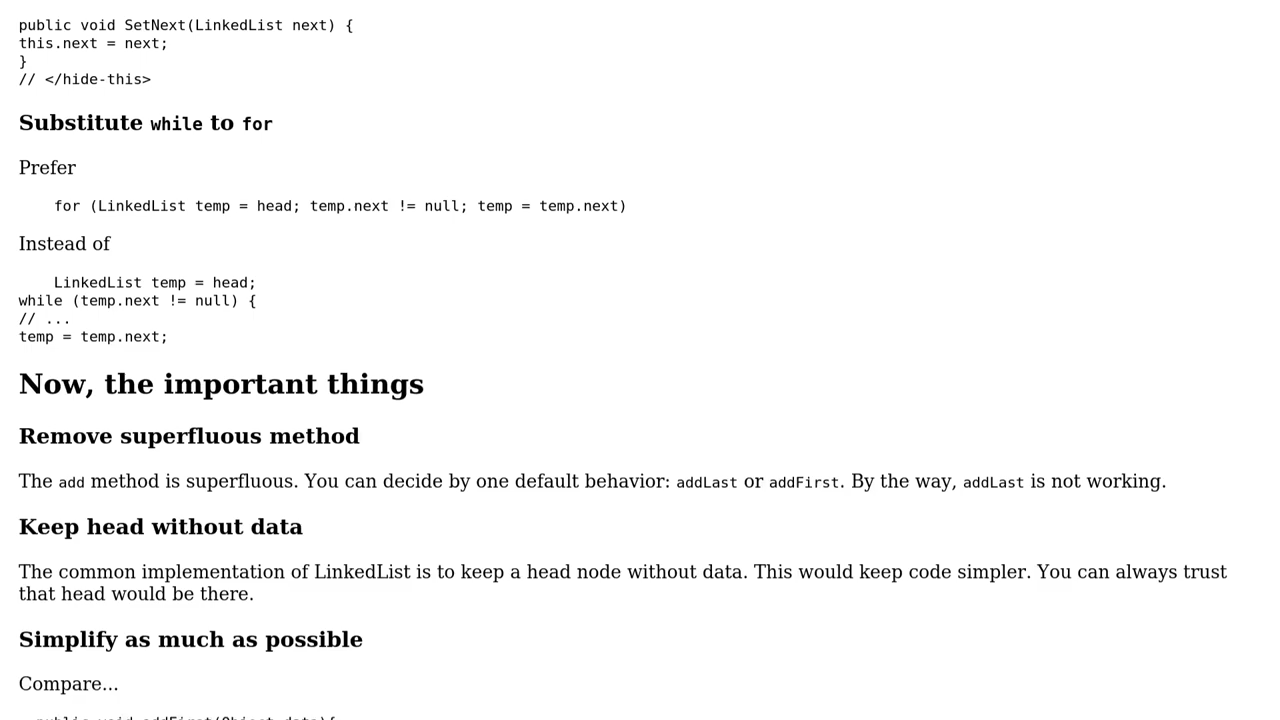 public void SetNext(LinkedList next) {
this.next = next;
}
// </hide-this>
Substitute while to for
Prefer
for (LinkedList temp = head; temp.next != null; temp = temp.next)
Instead of
LinkedList temp = head;
while (temp.next != null) {
// ...
temp = temp.next;
Now, the important things
Remove superfluous method
The add method is superfluous. You can decide by one default behavior: addLast or addFirst. By the way, addLast is not working.
Keep head without data
The common implementation of LinkedList is to keep a head node without data. This would keep code simpler. You can always trust
that head would be there.
Simplify as much as possible
Compare...
public void addFirst(Object data){